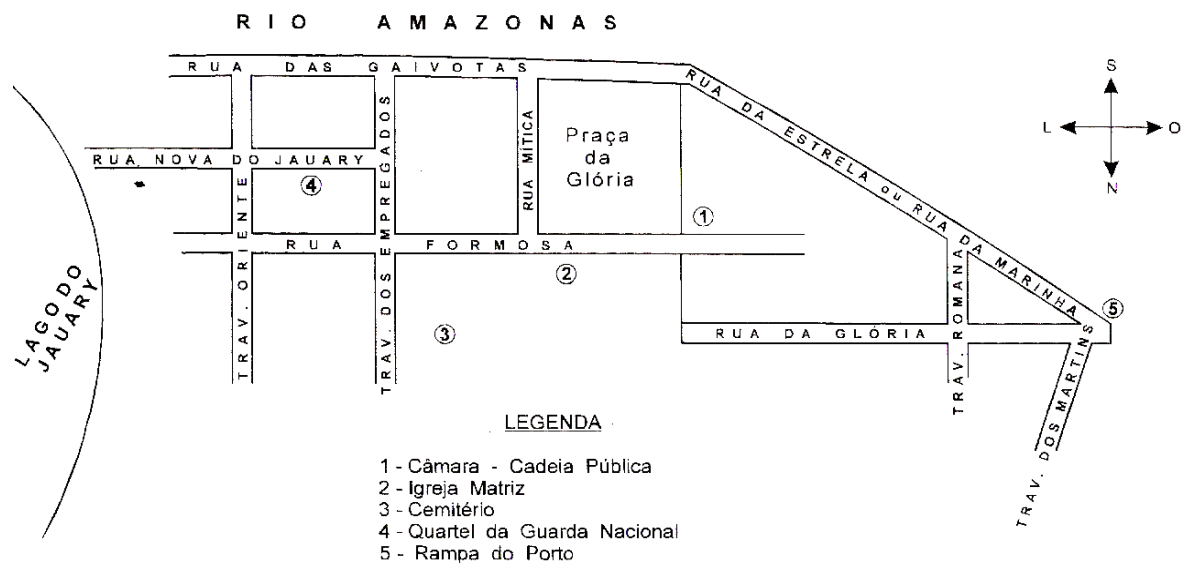 RIO AMAZONAS
RUA DAS GAIVOTAS
RUA DA ESTRELA ou RUA DA MARINHA
S
L
O
N
RUA NOVA DO JAUARY
TRAV. ORIENTE
TRAV. DOS EMPREGADOS
RUA MÍTICA
Praça
da
Glória
4
1
RUA FORMOSA
2
3
5
LAGO DO
JAUARY
RUA DA GLÓRIA
TRAV. ROMANA
TRAV. DOS MARTINS
LEGENDA
1 - Câmara - Cadeia Pública
2 - Igreja Matriz
3 - Cemitério
4 - Quartel da Guarda Nacional
5 - Rampa do Porto